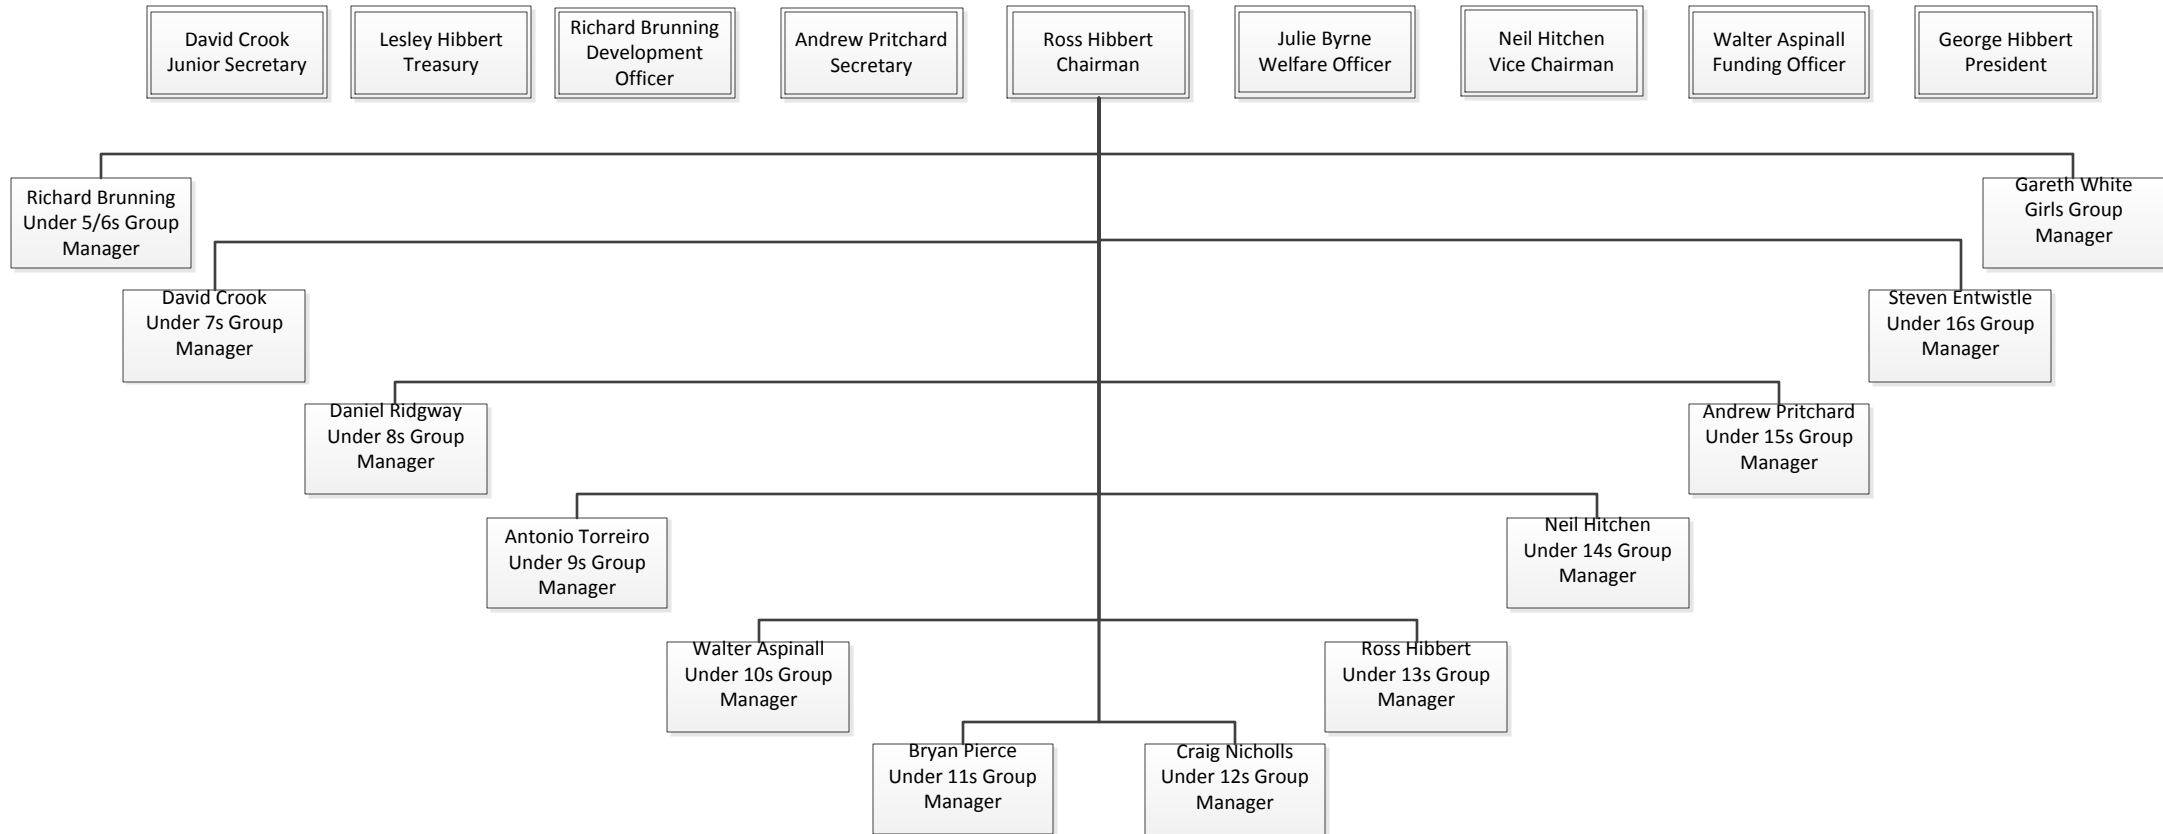 David Crook
Junior Secretary
Lesley Hibbert
Treasury
Richard Brunning
Development
Officer
Andrew Pritchard
Secretary
Ross Hibbert
Chairman
Julie Byrne
Welfare Officer
Neil Hitchen
Vice Chairman
Walter Aspinall
Funding Officer
George Hibbert
President
Richard Brunning
Under 5/6s Group
Manager
Gareth White
Girls Group
Manager
David Crook
Under 7s Group
Manager
Steven Entwistle
Under 16s Group
Manager
Daniel Ridgway
Under 8s Group
Manager
Andrew Pritchard
Under 15s Group
Manager
Antonio Torreiro
Under 9s Group
Manager
Neil Hitchen
Under 14s Group
Manager
Walter Aspinall
Under 10s Group
Manager
Ross Hibbert
Under 13s Group
Manager
Bryan Pierce
Under 11s Group
Manager
Craig Nicholls
Under 12s Group
Manager